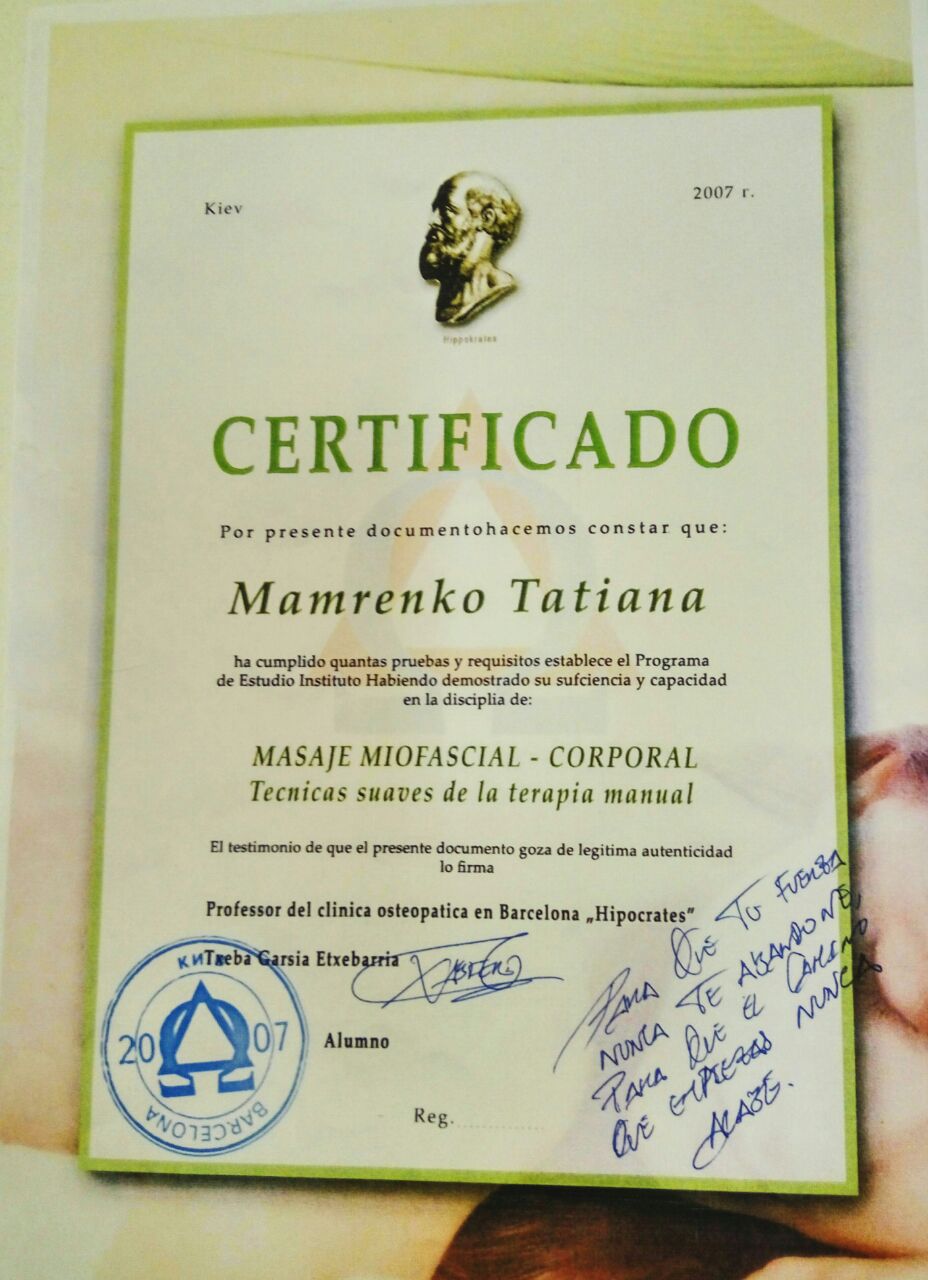 Kiev
2007 г.
Hippokrates
CERTIFICADO
Por presente documentohacemos constar que:
Mamrenko Tatiana
ha cumplido quantas pruebas y requisitos establece el Programa
de Estudio Instituto Habiendo demostrado su sufciencia y capacidad
en la disciplia de:
MASAJE MIOFASCIAL - CORPORAL
Tecnicas suaves de la terapia manual
El testimonio de que el presente documento goza de legitima autenticidad
lo firma
Professor del clinica osteopatica en Barcelona „Hipocrates”
Garsia Etxebarria
Alumno
Reg.
2007
BARCELONA
PARA QUE TU FUERZA
NUNCA TE ABANDONE,
PARA QUE EL CAMINO
QUE EMPIEZAS NUNCA
ACABE.